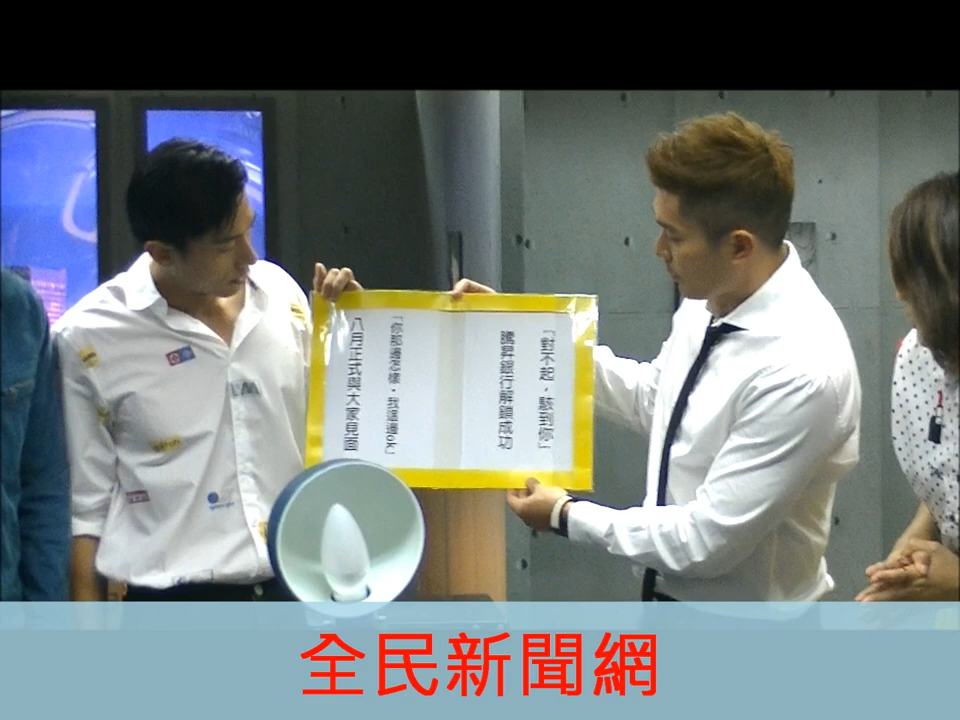 「對不起，駭到你」
騰昇銀行解鎖成功
「你那邊怎樣，我這邊ok」
八月正式與大家見面
全民新聞網